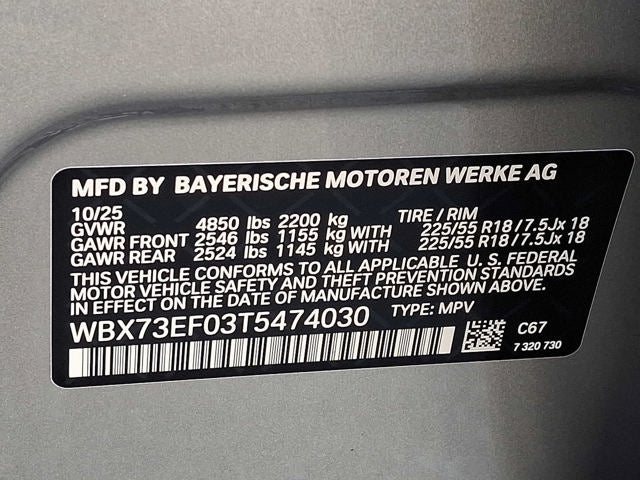 MFD BY BAYERISCHE MOTOREN WERKE AG
10/25 TIRE / RIM
GVWR 4850 lbs 2200 kg
GAWR FRONT 2546 lbs 1155 kg WITH 225/55 R18 / 7.5Jx 18
GAWR REAR 2524 lbs 1145 kg WITH 225/55 R18 / 7.5Jx 18
THIS VEHICLE CONFORMS TO ALL APPLICABLE U. S. FEDERAL
MOTOR VEHICLE SAFETY AND THEFT PREVENTION STANDARDS
IN EFFECT ON THE DATE OF MANUFACTURE SHOWN ABOVE.
WBX73EF03T5474030 TYPE: MPV
C67
7 320 730